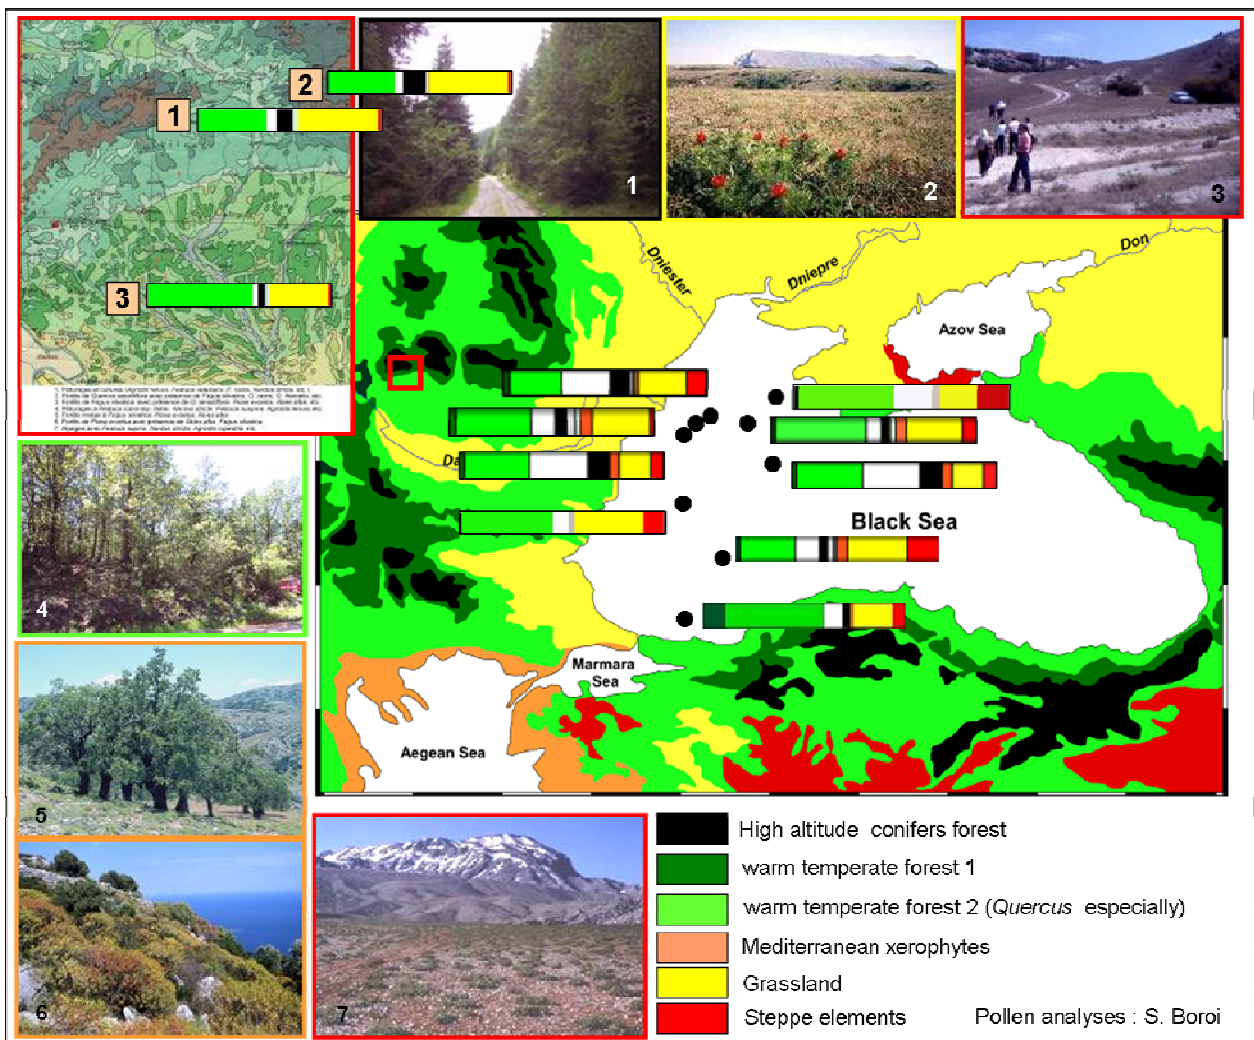 2
1
3
1
2
3
Dniester
Dniepre
Don
Azov Sea
Da
Black Sea
Marmara
Sea
Aegean Sea
4
5
6
7
High altitude conifers forest
warm temperate forest 1
warm temperate forest 2 (Quercus especially)
Mediterranean xerophytes
Grassland
Steppe elements
Pollen analyses : S. Boroi